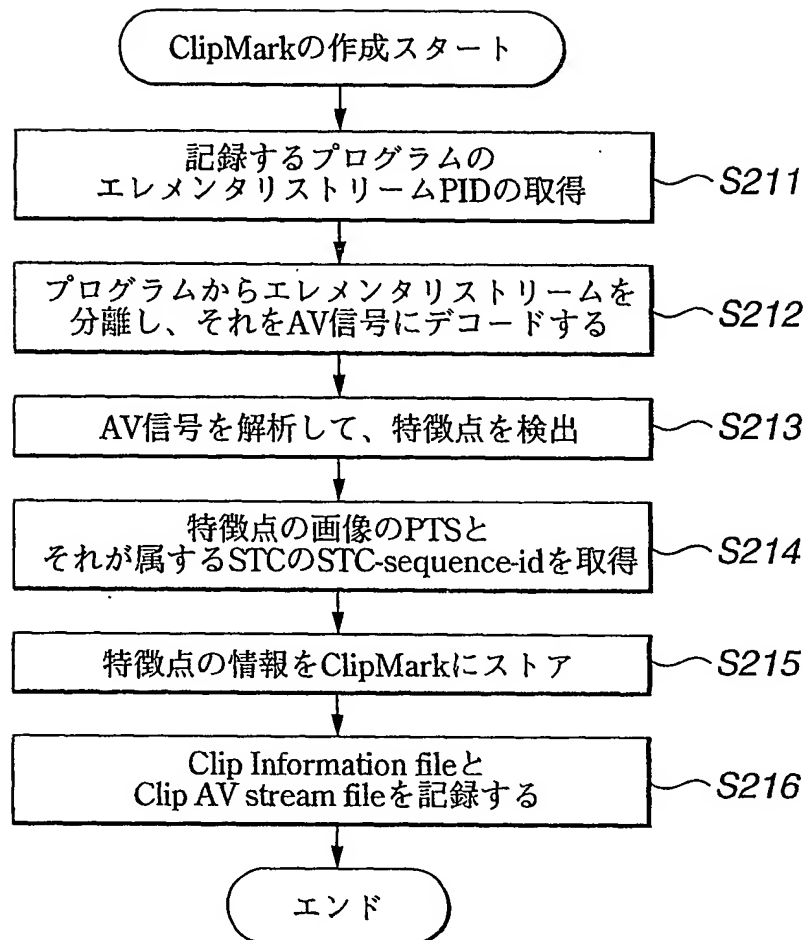 ClipMarkの作成スタート
記録するプログラムの
エレメンタリストリームPIDの取得
S211
プログラムからエレメンタリストリームを
分離し、それをAV信号にデコードする
S212
AV信号を解析して、特徴点を検出
S213
特徴点の画像のPTSと
それが属するSTCのSTC-sequence-idを取得
S214
特徴点の情報をClipMarkにストア
S215
Clip Information fileと
Clip AV stream fileを記録する
S216
エンド